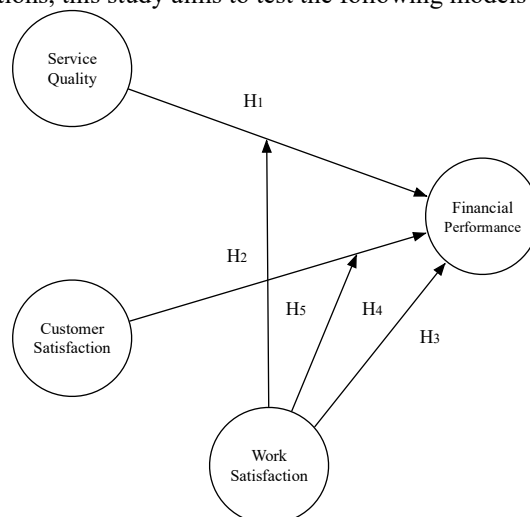 tions, this study aims to test the following models
Service
Quality
H1
Financial
Performance
H2
Customer
Satisfaction
H5
H4
H3
Work
Satisfaction